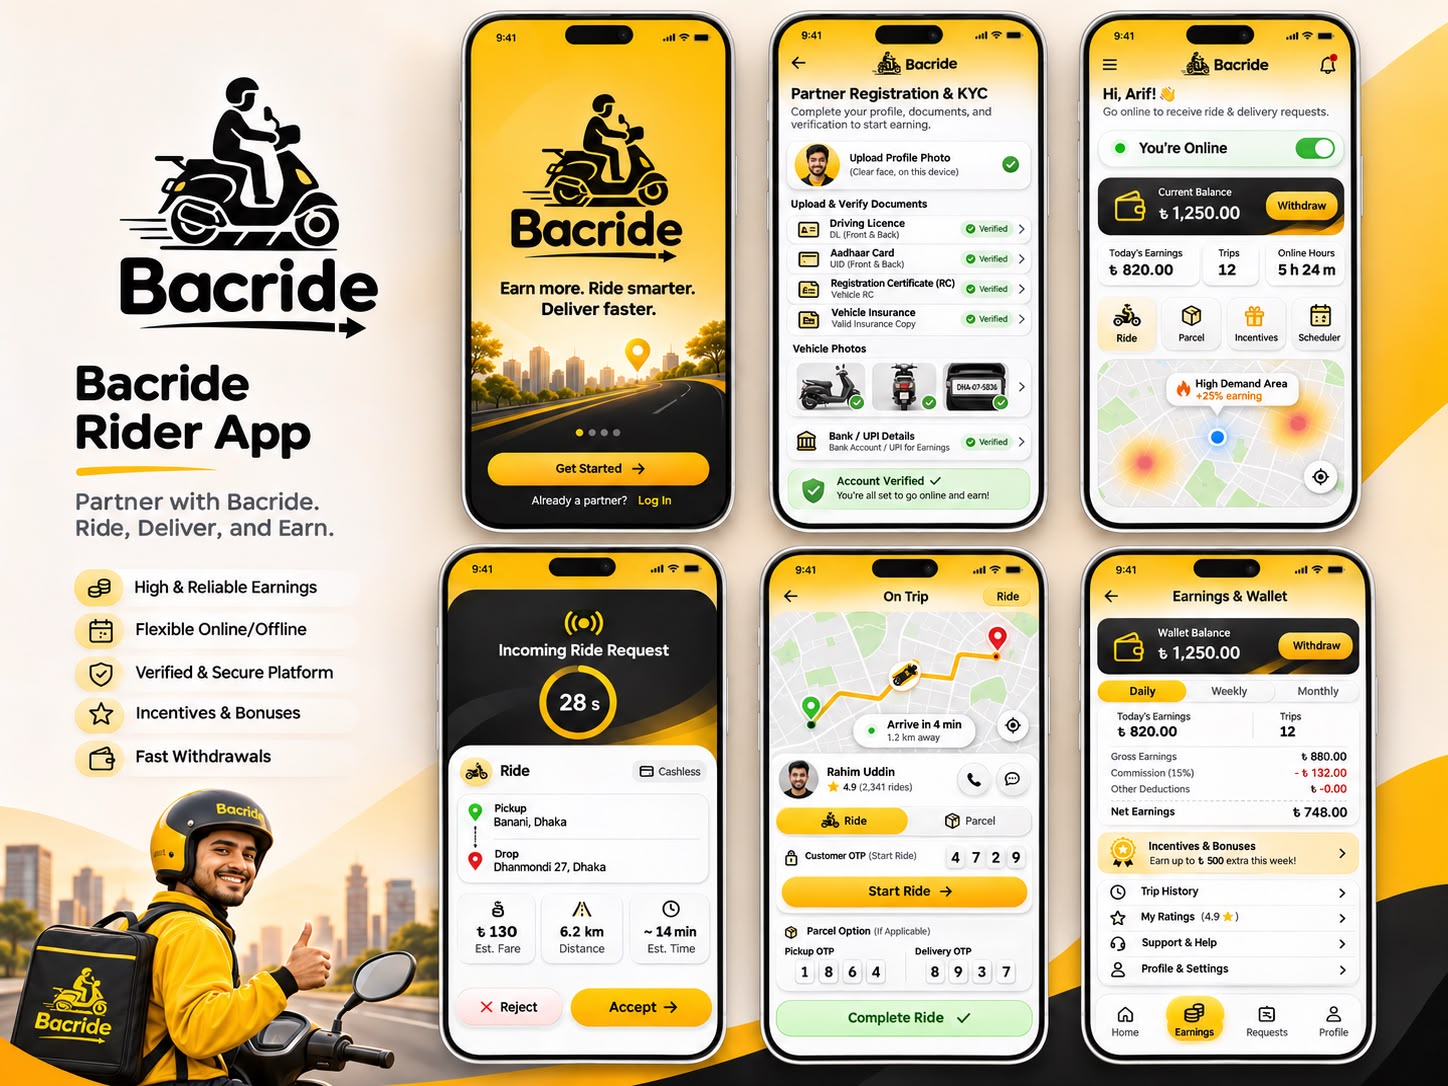 Bacride
Bacride
Rider App
Partner with Bacride.
Ride, Deliver, and Earn.
High & Reliable Earnings
Flexible Online/Offline
Verified & Secure Platform
Incentives & Bonuses
Fast Withdrawals
Bacride
Bacride
9:41
Bacride
Earn more. Ride smarter.
Deliver faster.
Get Started →
Already a partner? Log In
9:41
Bacride
Partner Registration & KYC
Complete your profile, documents, and
verification to start earning.
Upload Profile Photo
(Clear face, on this device)
Upload & Verify Documents
Driving Licence
DL (Front & Back)
Verified
Aadhaar Card
UID (Front & Back)
Verified
Registration Certificate (RC)
Vehicle RC
Verified
Vehicle Insurance
Valid Insurance Copy
Verified
Vehicle Photos
DHA-07-5836
Bank / UPI Details
Bank Account / UPI for Earnings
Verified
Account Verified ✓
You're all set to go online and earn!
9:41
Bacride
Hi, Arif! 👋
Go online to receive ride & delivery requests.
You're Online
Current Balance
৳ 1,250.00
Withdraw
Today's Earnings
৳ 820.00
Trips
12
Online Hours
5 h 24 m
Ride
Parcel
Incentives
Scheduler
High Demand Area
+25% earning
9:41
Incoming Ride Request
28 s
Ride
Cashless
Pickup
Banani, Dhaka
Drop
Dhanmondi 27, Dhaka
৳ 130
Est. Fare
6.2 km
Distance
~ 14 min
Est. Time
Reject
Accept →
9:41
On Trip
Ride
Arrive in 4 min
1.2 km away
Rahim Uddin
4.9 (2,341 rides)
Ride
Parcel
Customer OTP (Start Ride)
4 7 2 9
Start Ride →
Parcel Option (If Applicable)
Pickup OTP
1 8 6 4
Delivery OTP
8 9 3 7
Complete Ride ✓
9:41
Earnings & Wallet
Wallet Balance
৳ 1,250.00
Withdraw
Daily
Weekly
Monthly
Today's Earnings
৳ 820.00
Trips
12
Gross Earnings ৳ 880.00
Commission (15%) - ৳ 132.00
Other Deductions ৳ -0.00
Net Earnings ৳ 748.00
Incentives & Bonuses
Earn up to ৳ 500 extra this week!
Trip History
My Ratings (4.9 ⭐)
Support & Help
Profile & Settings
Home
Earnings
Requests
Profile